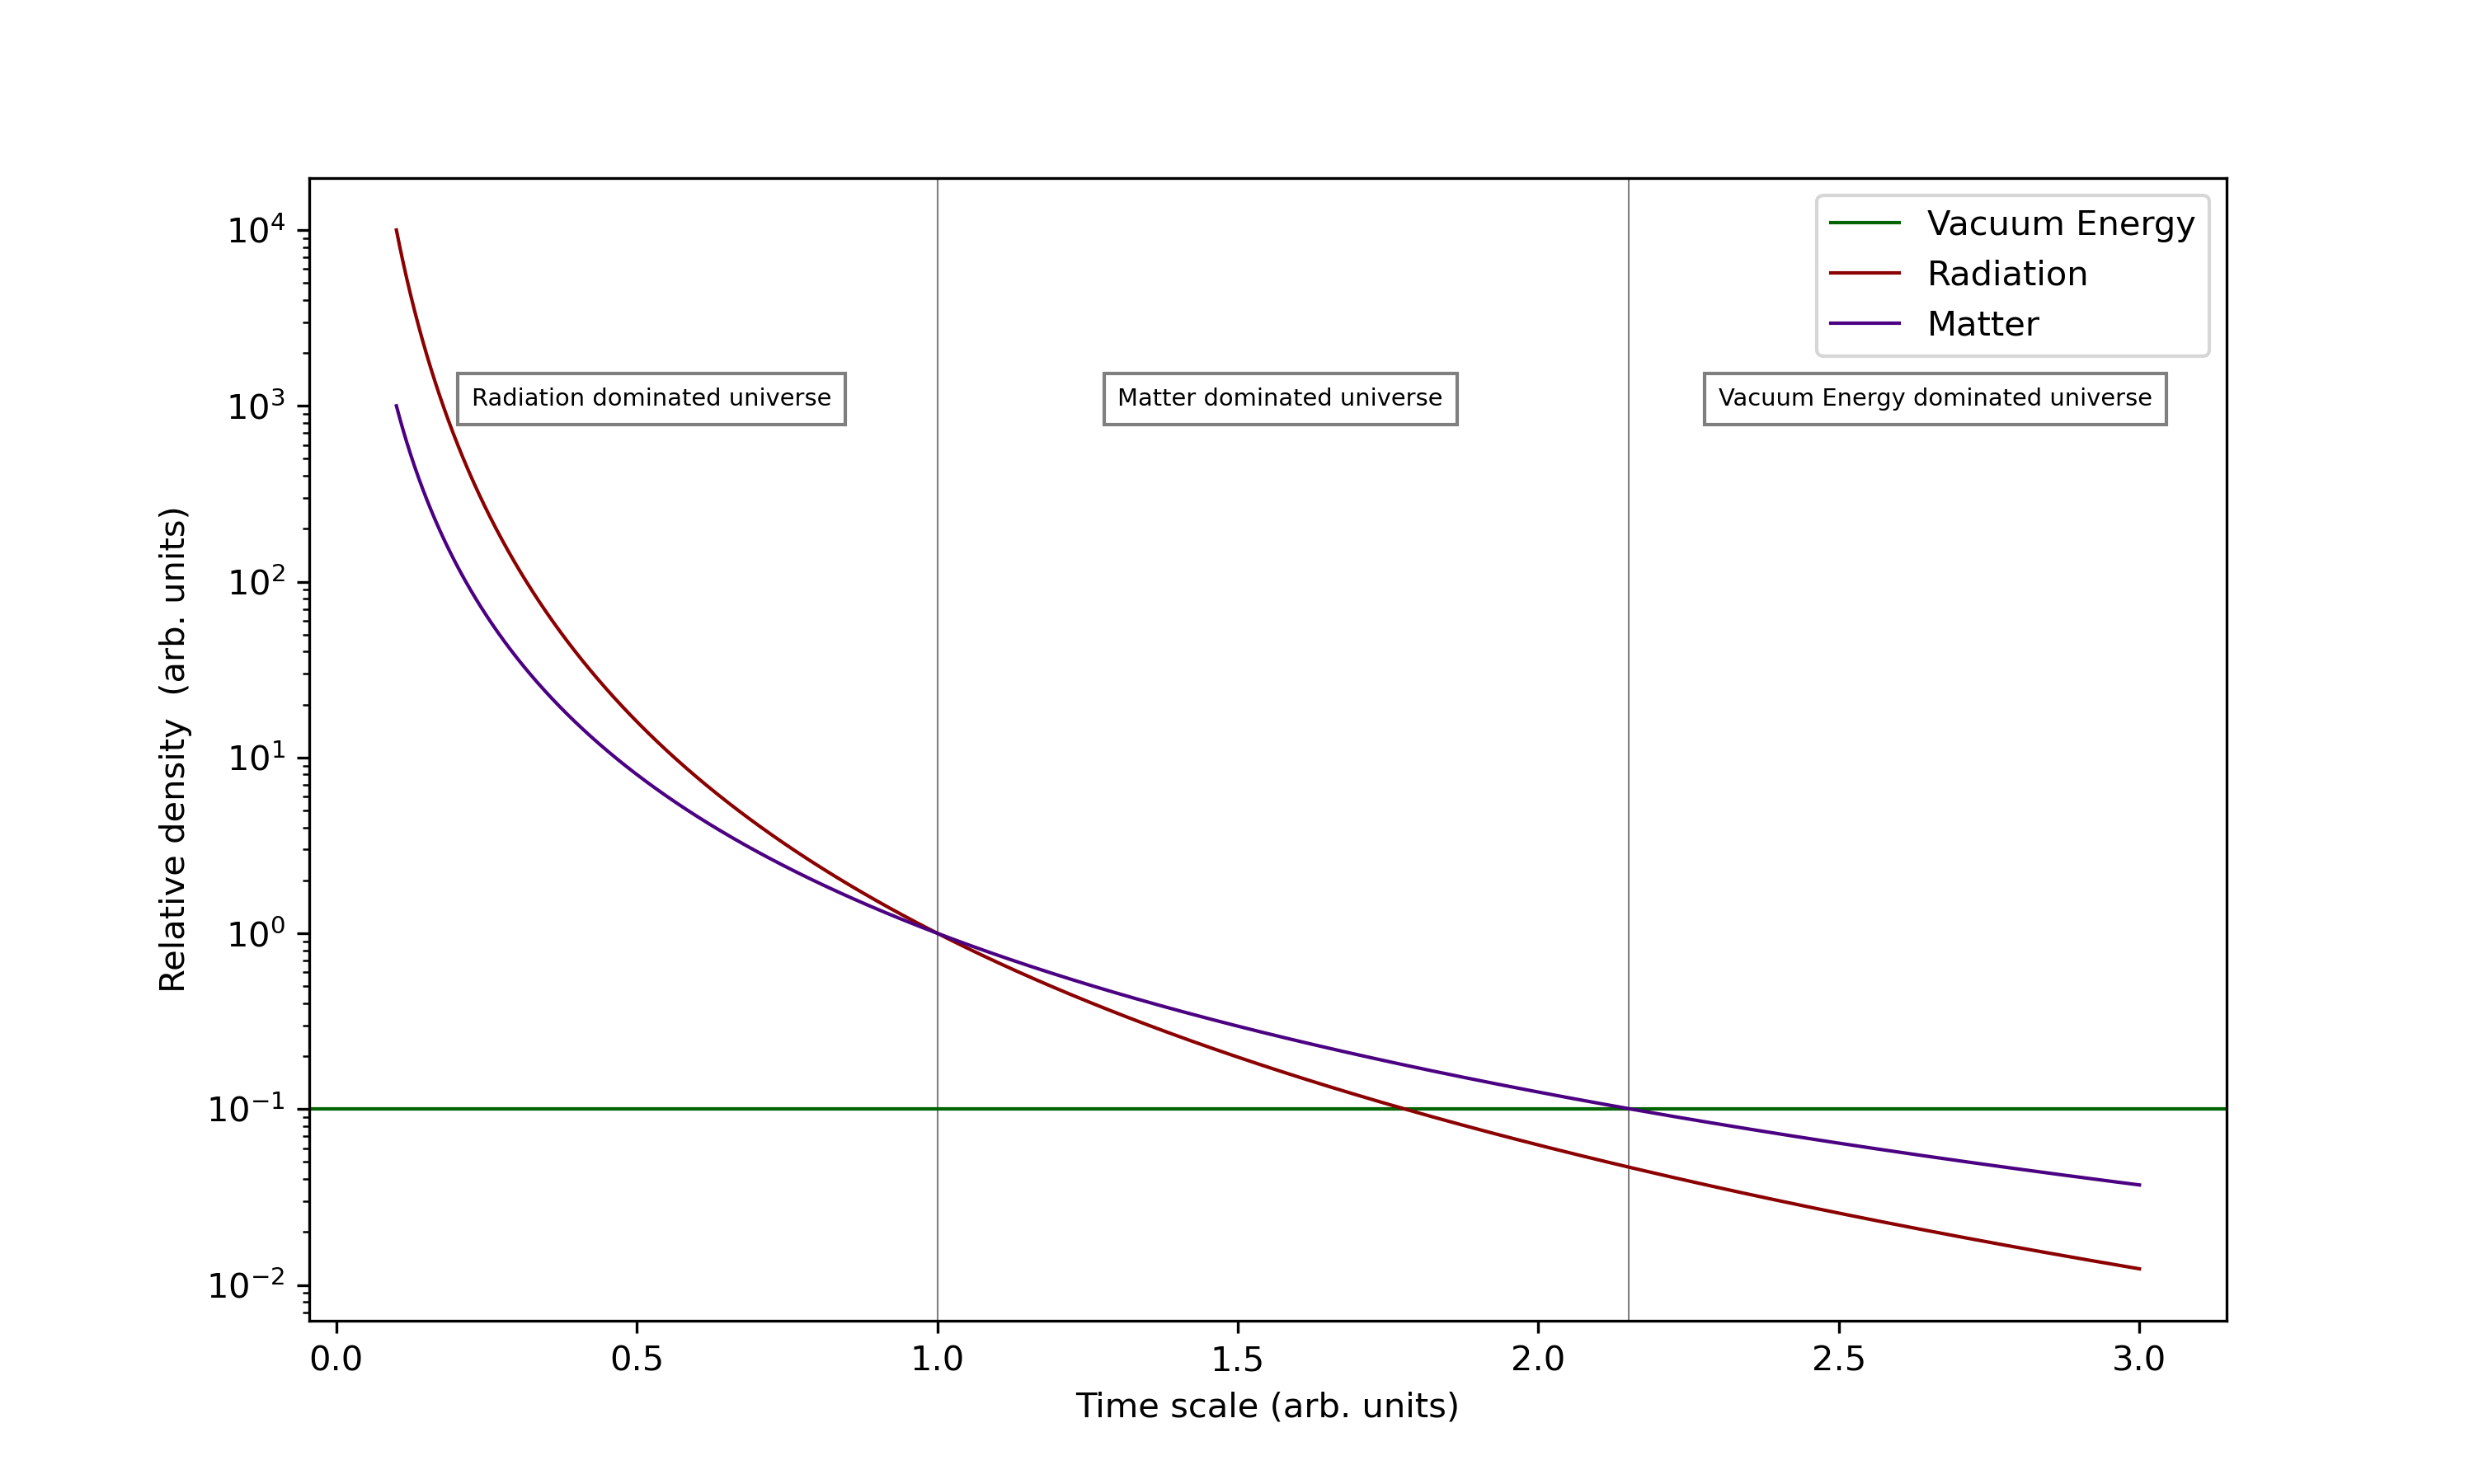 Vacuum Energy
Radiation
Matter
Radiation dominated universe
Matter dominated universe
Vacuum Energy dominated universe
Relative density  (arb. units)
10⁴
10³
10²
10¹
10⁰
10⁻¹
10⁻²
0.0 0.5 1.0 1.5 2.0 2.5 3.0
Time scale (arb. units)